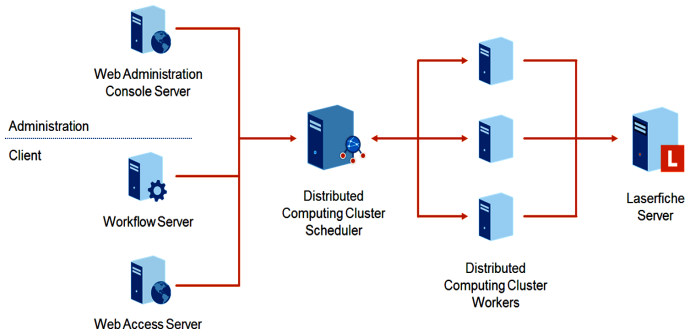 Web Administration
Console Server
Administration
Client
Workflow Server
Web Access Server
Distributed
Computing Cluster
Scheduler
Distributed
Computing Cluster
Workers
L
Laserfiche
Server